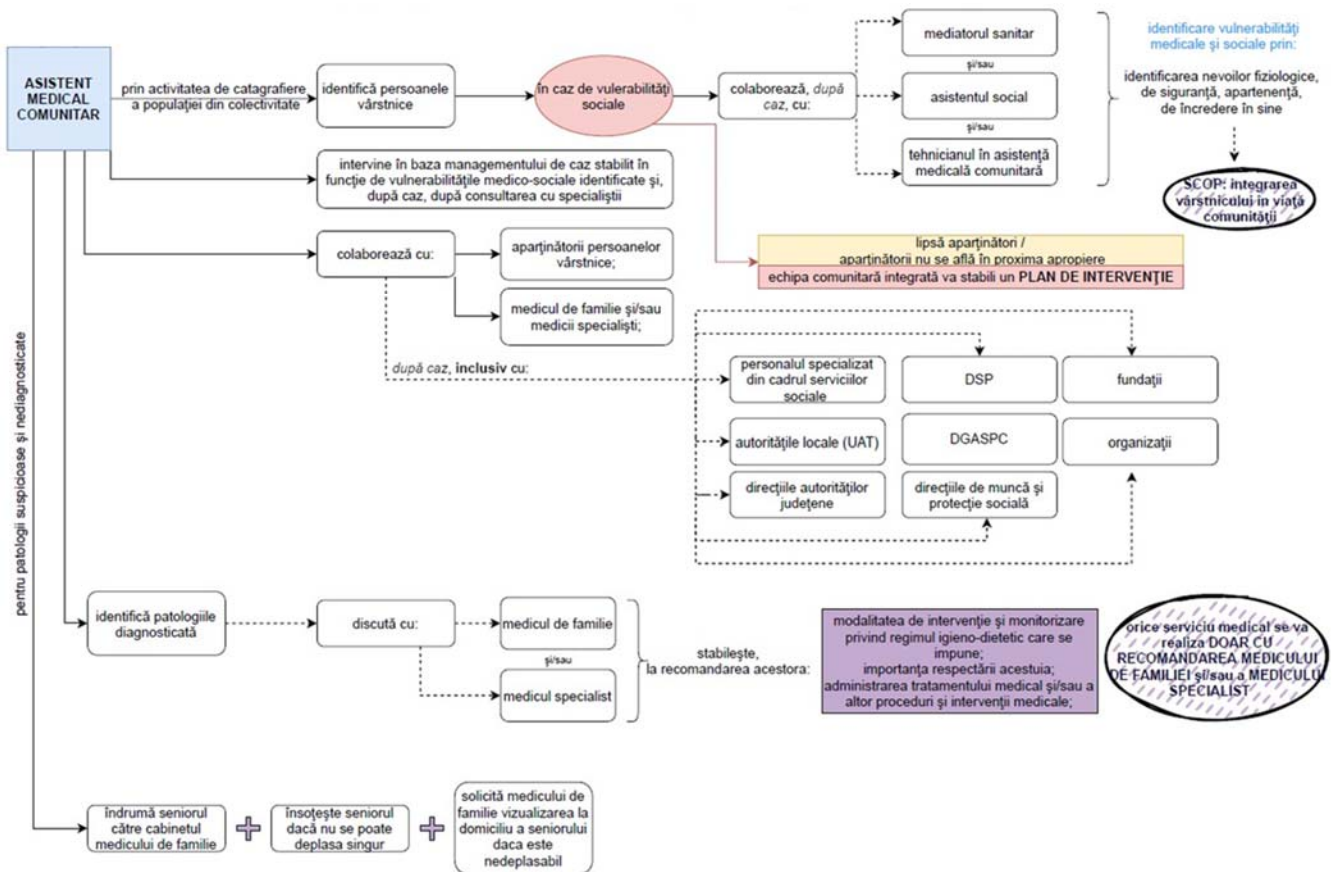 ASISTENT
MEDICAL
COMUNITAR
prin activitatea de catagrafiere
a populației din colectivitate
identifică persoanele
vârstnice
în caz de vulerabilități
sociale
colaborează, după
caz, cu:
mediatorul sanitar
și/sau
asistentul social
și/sau
tehnicianul în asistență
medicală comunitară
identificare vulnerabilități
medicale și sociale prin:
identificarea nevoilor fiziologice,
de siguranță, apartenență,
de încredere în sine
SCOP: integrarea
vârstnicului in viață
comunității
intervine în baza managementului de caz stabilit în
funcție de vulnerabilitățile medico-sociale identificate și,
după caz, după consultarea cu specialiștii
colaborează cu:
aparținătorii persoanelor
vârstnice;
medicul de familie și/sau
medicii specialiști;
lipsă aparținători /
aparținătorii nu se află în proxima apropiere
echipa comunitară integrată va stabili un PLAN DE INTERVENȚIE
după caz, inclusiv cu:
personalul specializat
din cadrul serviciilor
sociale
DSP
fundații
autoritățile locale (UAT)
DGASPC
organizații
direcțiile autorităților
județene
direcțiile de muncă și
protecție socială
pentru patologii suspicioase și nediagnosticate
identifică patologiile
diagnosticată
discută cu:
medicul de familie
și/sau
medicul specialist
stabilește,
la recomandarea acestora:
modalitatea de intervenție și monitorizare
privind regimul igieno-dietetic care se
impune;
importanța respectării acestuia;
administrarea tratamentului medical și/sau a
altor proceduri și intervenții medicale;
orice serviciu medical se va
realiza DOAR CU
RECOMANDAREA MEDICULUI
DE FAMILIEI și/sau a MEDICULUI
SPECIALIST
îndrumă seniorul
către cabinetul
medicului de familie
însoțește seniorul
dacă nu se poate
deplasa singur
solicită medicului de
familie vizualizarea la
domiciliu a seniorului
daca este
nedeplasabil